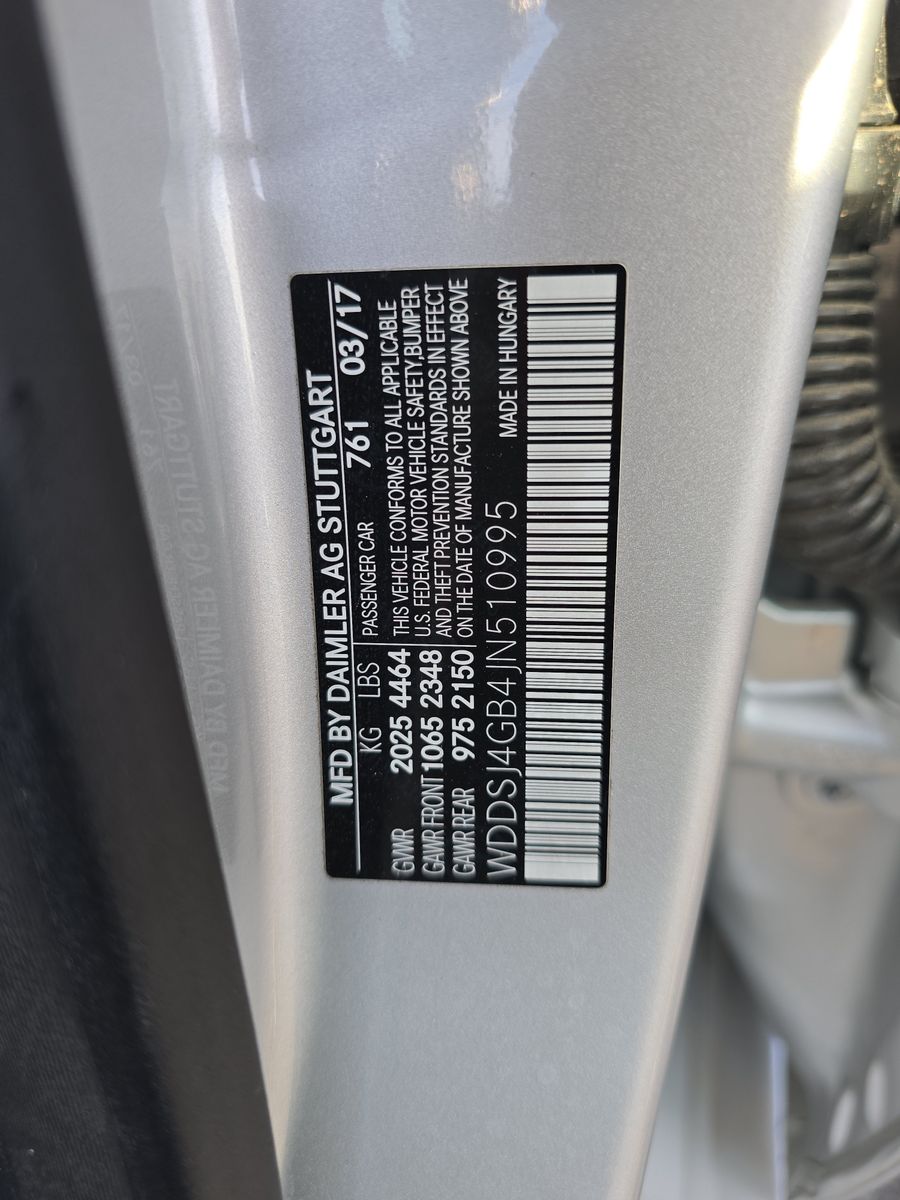 MFD BY DAIMLER AG STUTTGART
KG LBS PASSENGER CAR 761 03/17
GVWR 2025 4464 THIS VEHICLE CONFORMS TO ALL APPLICABLE
GAWR FRONT 1065 2348 U.S. FEDERAL MOTOR VEHICLE SAFETY,BUMPER
AND THEFT PREVENTION STANDARDS IN EFFECT
GAWR REAR 975 2150 ON THE DATE OF MANUFACTURE SHOWN ABOVE
WDDSJ4GB4JN510995 MADE IN HUNGARY